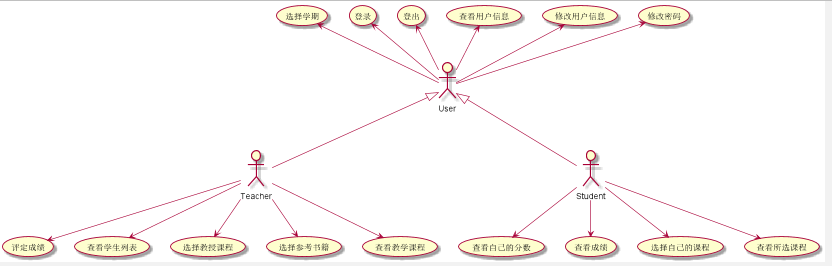 选择学期
登录
登出
查看用户信息
修改用户信息
修改密码
User
Teacher
Student
评定成绩
查看学生列表
选择教授课程
选择参考书籍
查看教学课程
查看自己的分数
查看成绩
选择自己的课程
查看所选课程